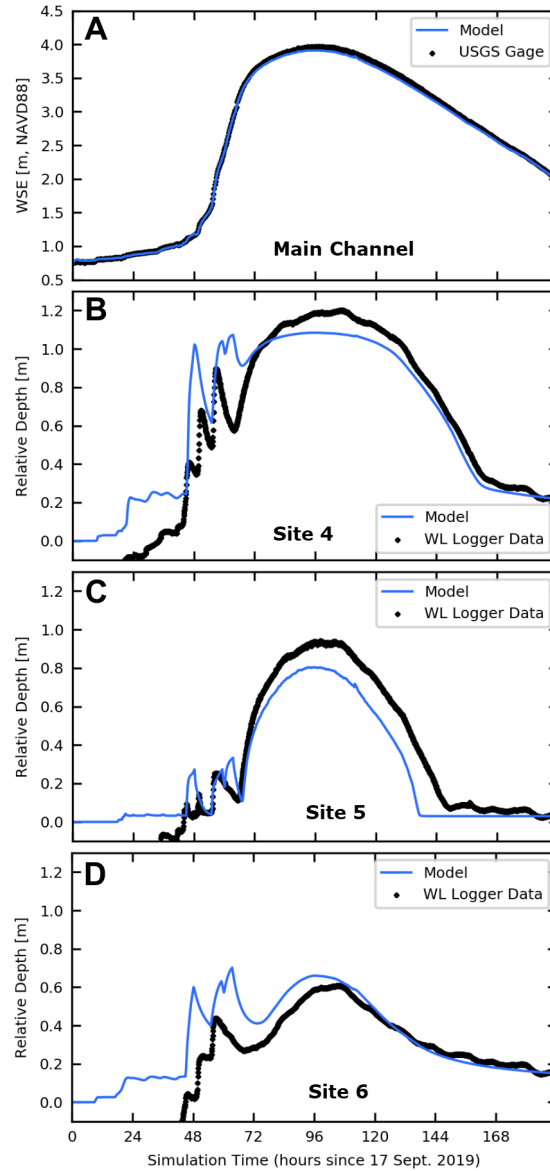 A
4.5
4.0
3.5
3.0
2.5
2.0
1.5
1.0
0.5
WSE [m, NAVD88]
Model
USGS Gage
Main Channel
B
1.2
1.0
0.8
0.6
0.4
0.2
0.0
Relative Depth [m]
Site 4
Model
WL Logger Data
C
1.2
1.0
0.8
0.6
0.4
0.2
0.0
Relative Depth [m]
Model
WL Logger Data
Site 5
D
1.2
1.0
0.8
0.6
0.4
0.2
0.0
Relative Depth [m]
Model
WL Logger Data
Site 6
0 24 48 72 96 120 144 168
Simulation Time (hours since 17 Sept. 2019)